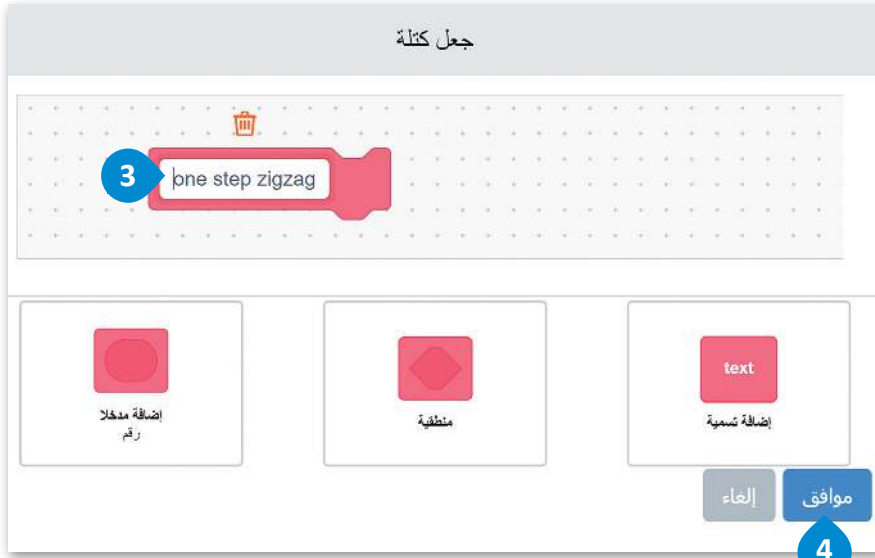 جعل كتلة
3
one step zigzag
text
إضافة تسمية
منطقية
إضافة مدخلا
رقم
موافق
إلغاء
4